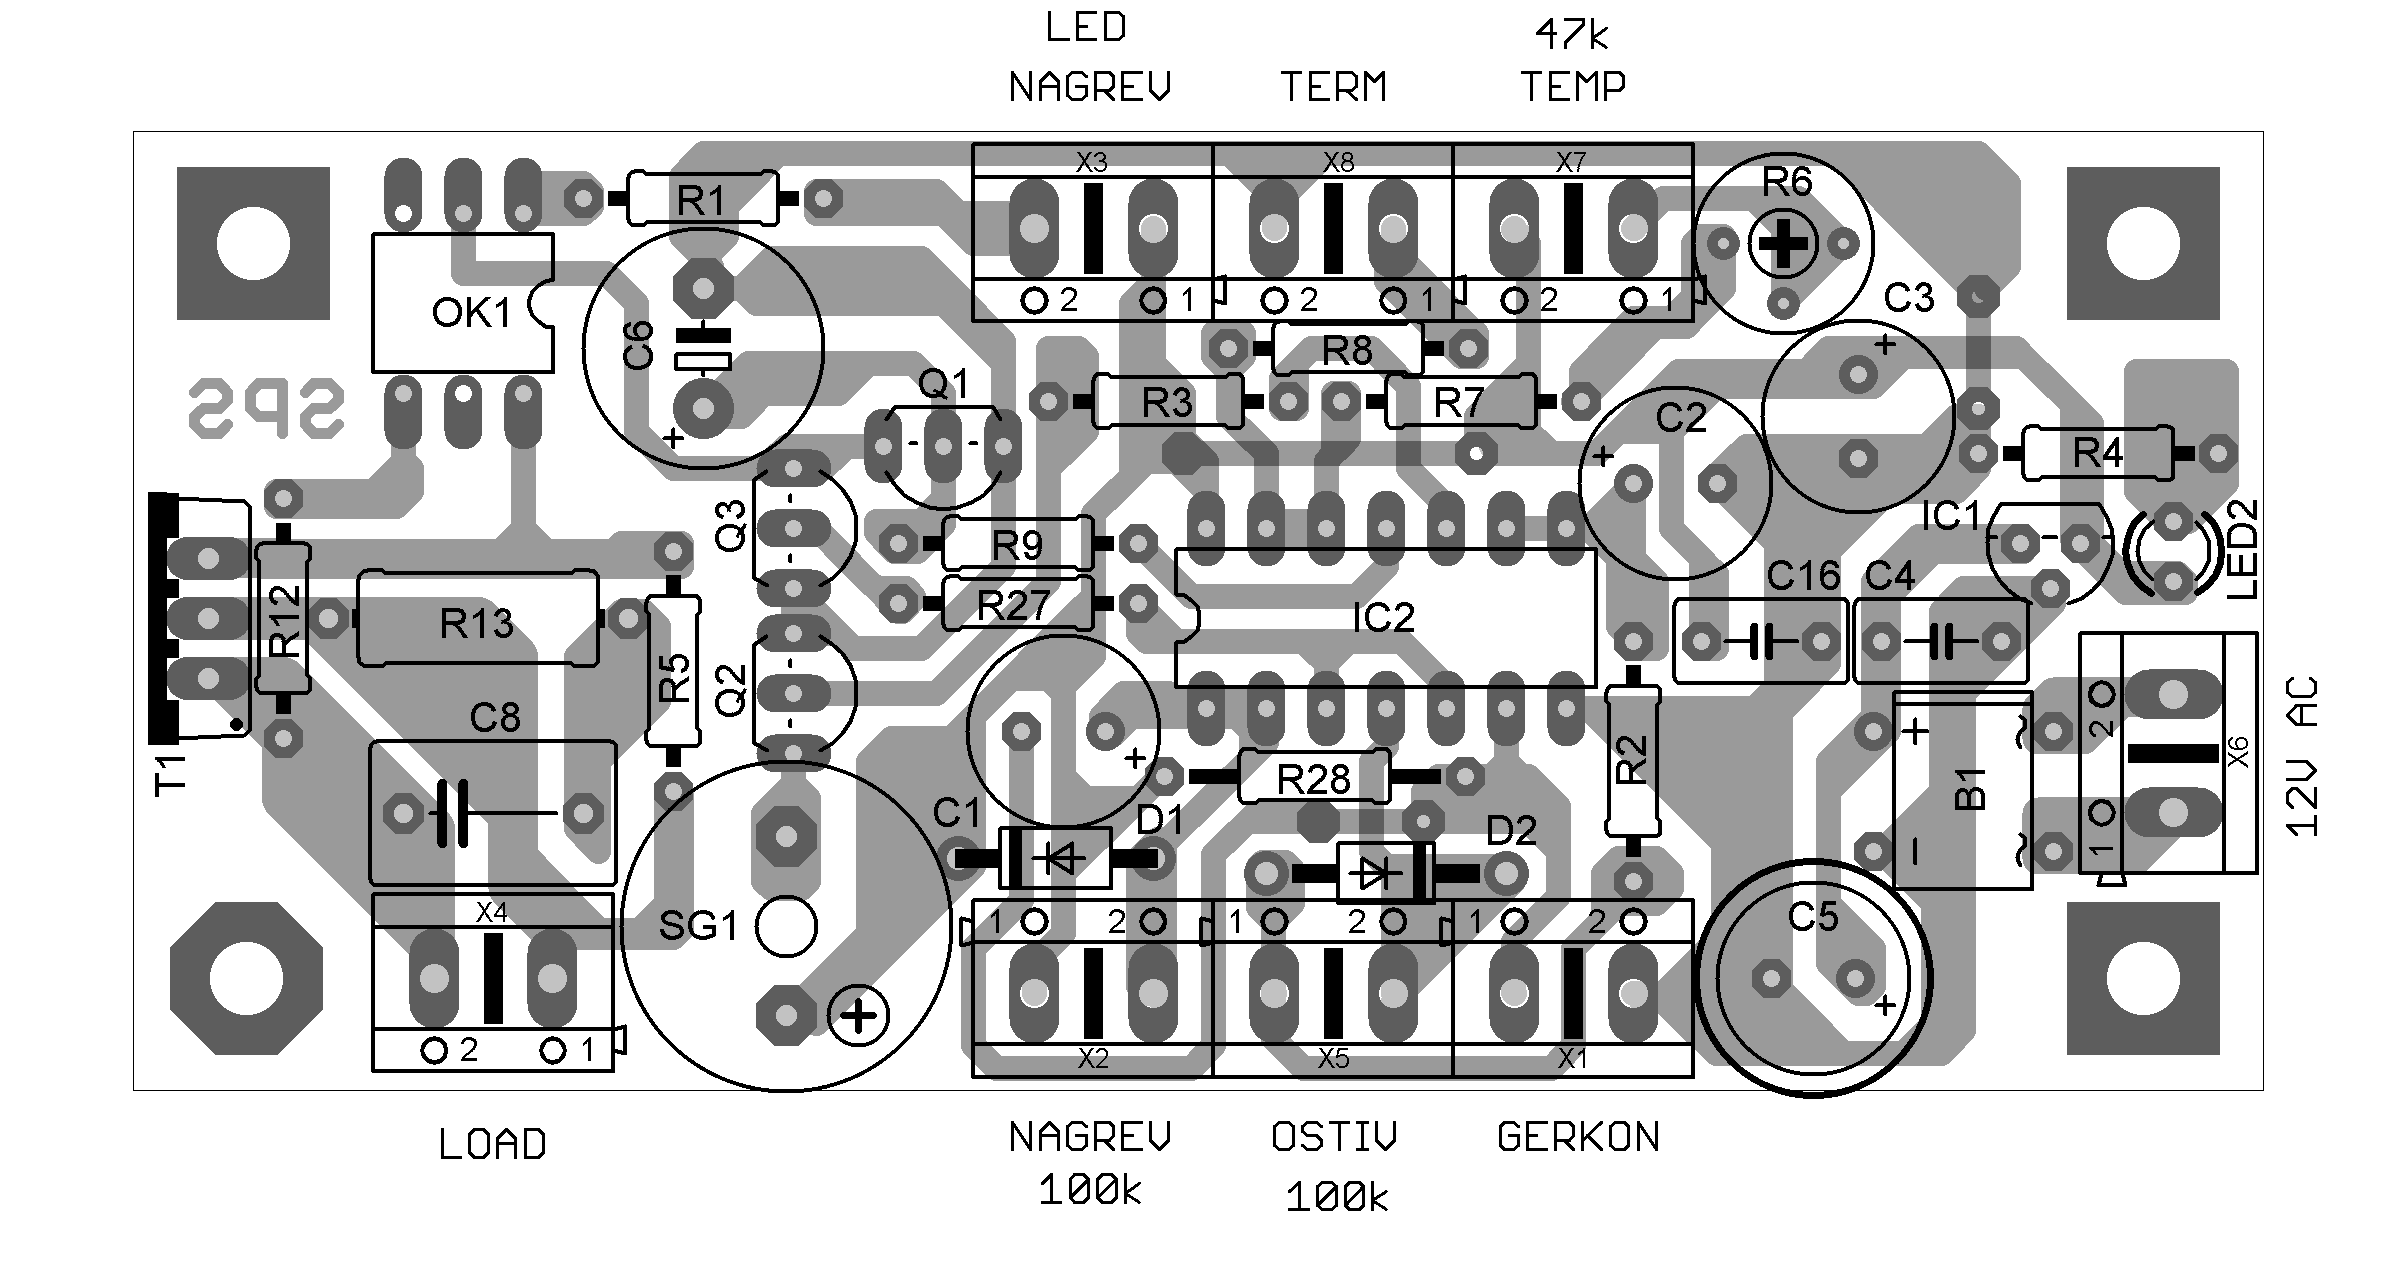 LED
47k
NAGREV TERM TEMP
X3 X8 X7
R1 R6
2 1 2 1 2 1
OK1 C3
C6 R8 +
SPS Q1 R3 R7 C2
+ + R4
Q3 R9 IC1 LED2
R12 R27 C16 C4
R13 IC2
R5 Q2
C8 2
T1 + R2 + ~ X6 12V AC
R28 B1
C1 D1 D2 - ~ 1
X4 SG1 1 2 1 2 1 2 C5
+ +
2 1 X2 X5 X1
LOAD NAGREV OSTIV GERKON
100k 100k